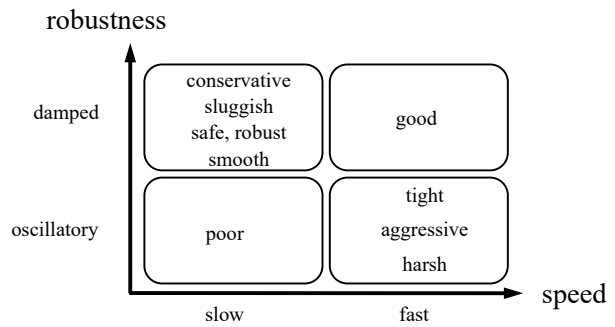 robustness
damped
conservative
sluggish
safe, robust
smooth
good
oscillatory
poor
tight
aggressive
harsh
speed
slow
fast